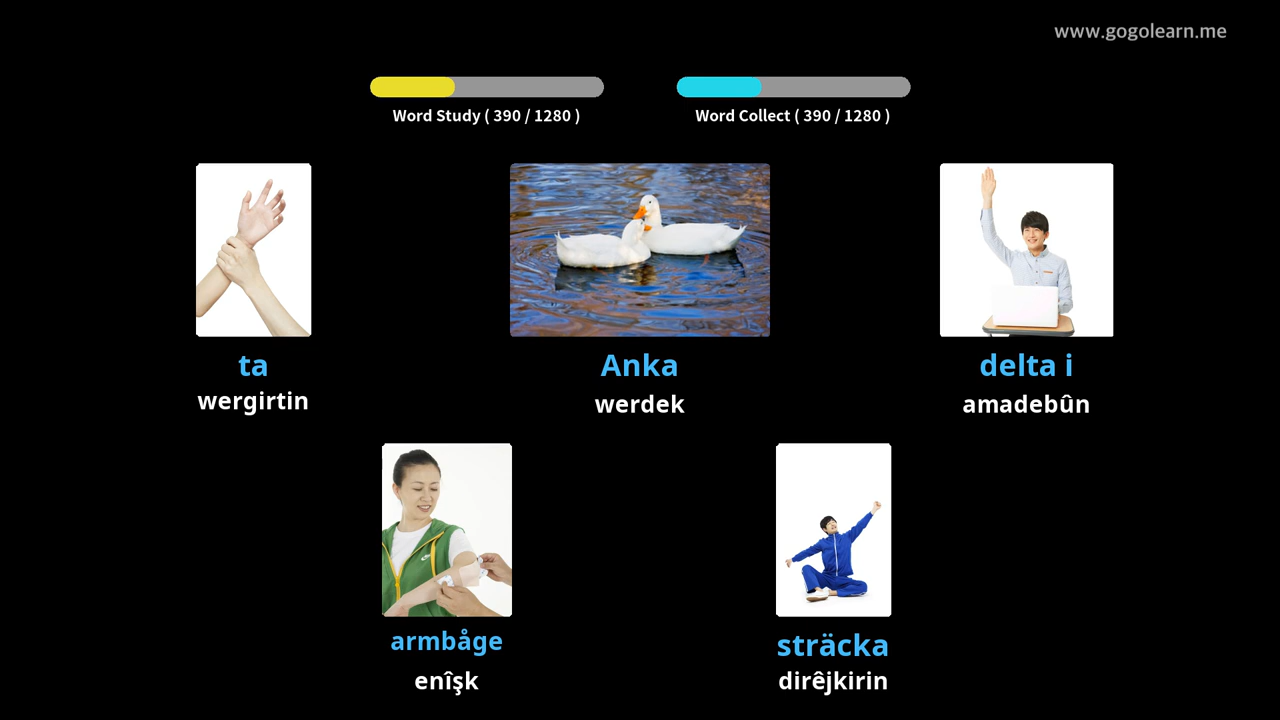 www.gogolearn.me
Word Study ( 390 / 1280 )
Word Collect ( 390 / 1280 )
ta
wergirtin
Anka
werdek
delta i
amadebûn
armbåge
enîşk
sträcka
dirêjkirin